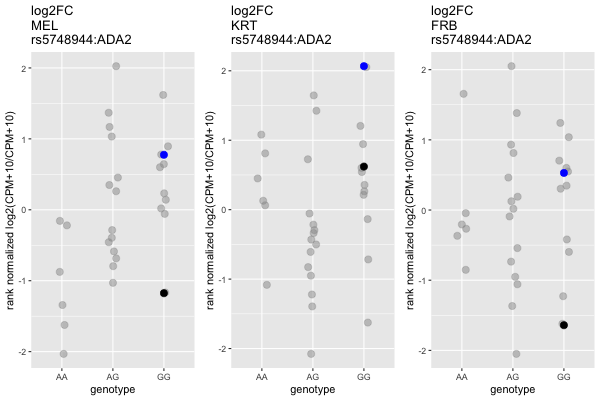 log2FC
MEL
rs5748944:ADA2
rank normalized log2(CPM+10/CPM+10)
2
1
0
-1
-2
AA
AG
GG
genotype
log2FC
KRT
rs5748944:ADA2
rank normalized log2(CPM+10/CPM+10)
2
1
0
-1
-2
AA
AG
GG
genotype
log2FC
FRB
rs5748944:ADA2
rank normalized log2(CPM+10/CPM+10)
2
1
0
-1
-2
AA
AG
GG
genotype